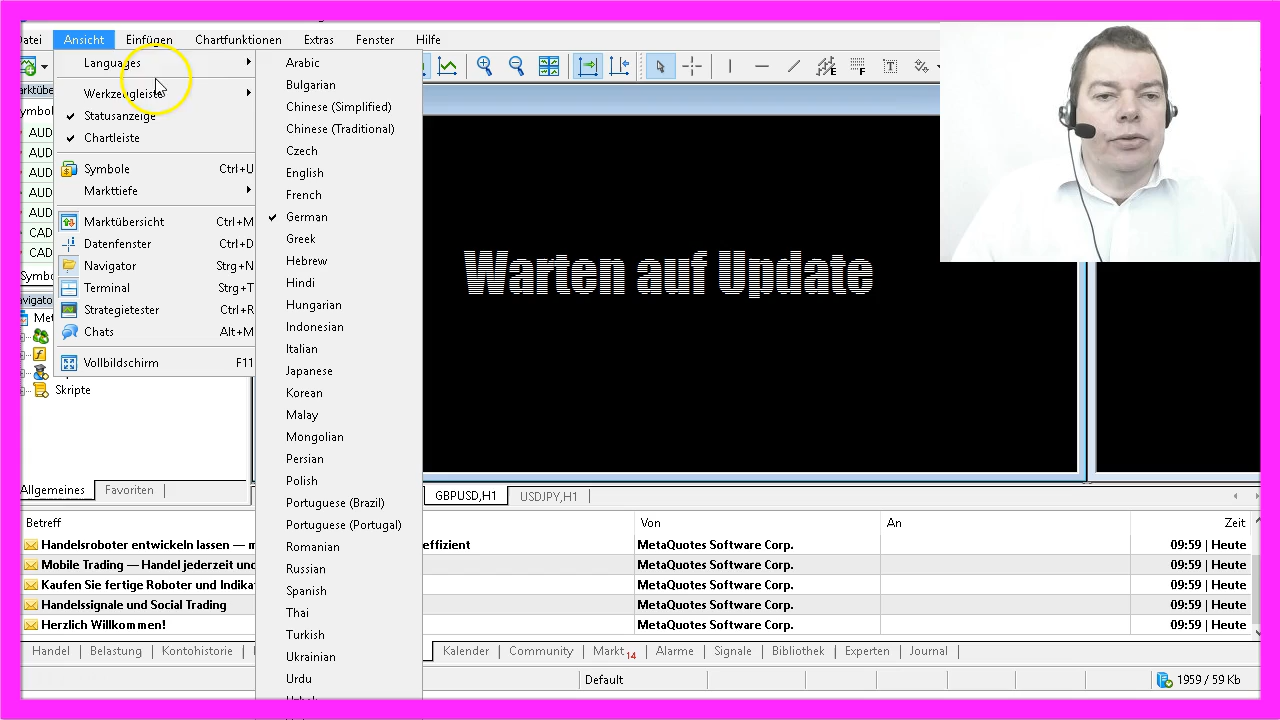 Datei Ansicht Einfügen Chartfunktionen Extras Fenster Hilfe
Languages
Werkzeugleiste
Statusanzeige
Chartleiste
Symbole Ctrl+U
Markttiefe
Marktübersicht Ctrl+M
Datenfenster Ctrl+D
Navigator Strg+N
Terminal Strg+T
Strategietester Ctrl+R
Chats Alt+M
Vollbildschirm F11
Arabic
Bulgarian
Chinese (Simplified)
Chinese (Traditional)
Czech
English
French
German
Greek
Hebrew
Hindi
Hungarian
Indonesian
Italian
Japanese
Korean
Malay
Mongolian
Persian
Polish
Portuguese (Brazil)
Portuguese (Portugal)
Romanian
Russian
Spanish
Thai
Turkish
Ukrainian
Urdu
AUD
AUD
AUD
AUD
AUD
CAD
CAD
Skripte
Allgemeines Favoriten
Warten auf Update
GBPUSD,H1 USDJPY,H1
Betreff Von An Zeit
Handelsroboter entwickeln lassen — effizient MetaQuotes Software Corp. 09:59 | Heute
Mobile Trading — Handel jederzeit MetaQuotes Software Corp. 09:59 | Heute
Kaufen Sie fertige Roboter und MetaQuotes Software Corp. 09:59 | Heute
Handelssignale und Social Trading MetaQuotes Software Corp. 09:59 | Heute
Herzlich Willkommen! MetaQuotes Software Corp. 09:59 | Heute
Handel Belastung Kontohistorie Kalender Community Markt 14 Alarme Signale Bibliothek Experten Journal
Default 1959 / 59 Kb